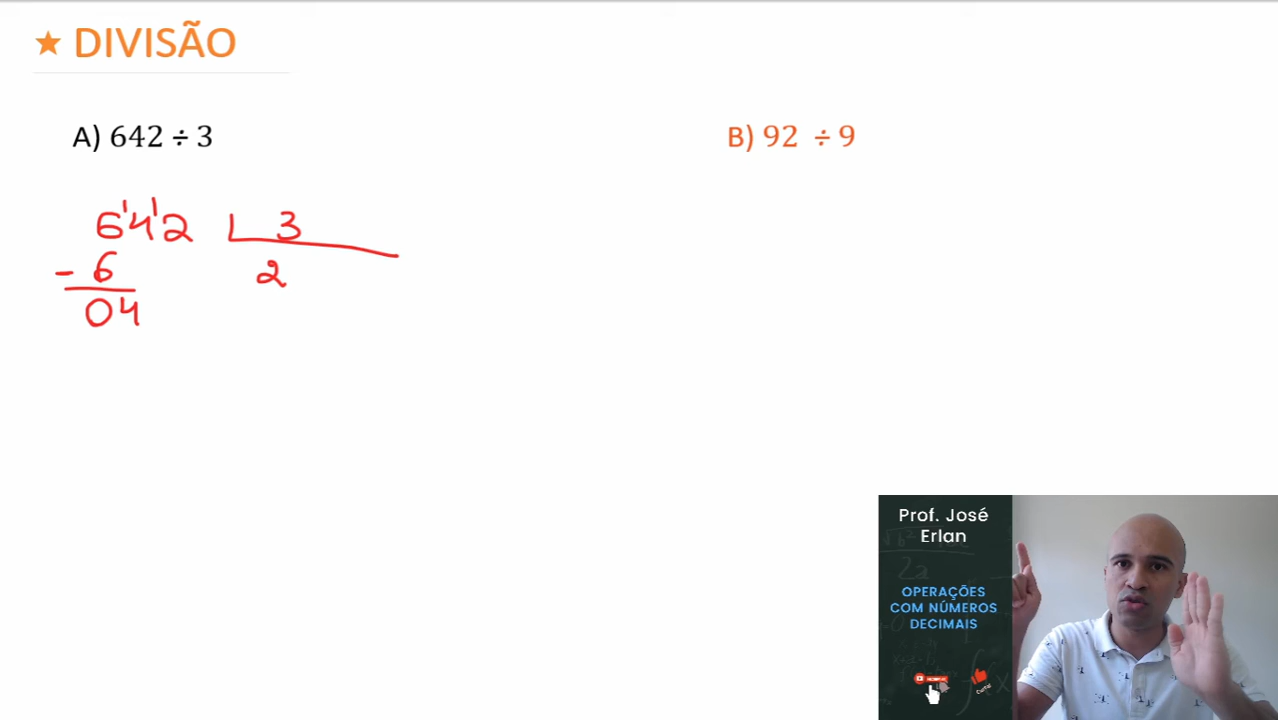 DIVISÃO
A) 642 ÷ 3
B) 92 ÷ 9
6'4'2 3
- 6 2
04
Prof. José
Erlan
OPERAÇÕES
COM NÚMEROS
DECIMAIS